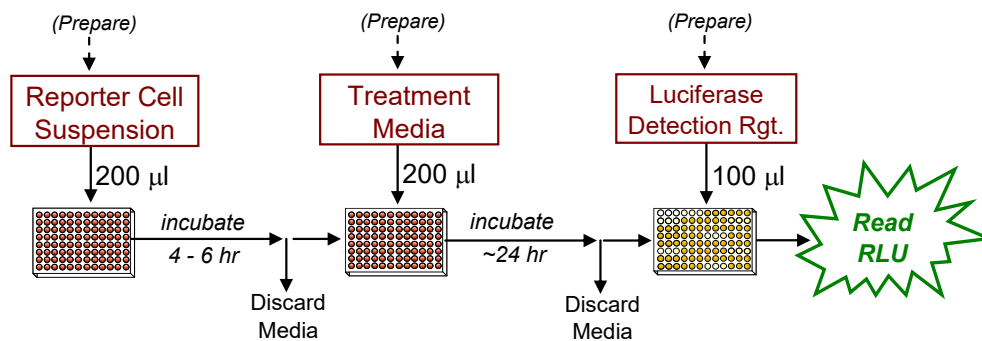 (Prepare)
(Prepare)
(Prepare)
Reporter Cell
Suspension
Treatment
Media
Luciferase
Detection Rgt.
200 µl
200 µl
100 µl
incubate
4 - 6 hr
incubate
~24 hr
Read
RLU
Discard
Media
Discard
Media